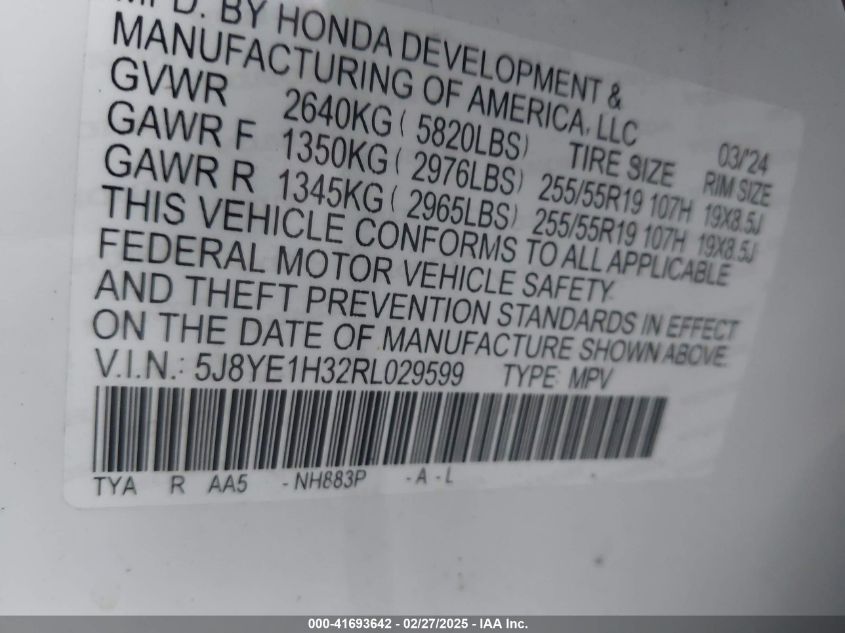 MFD. BY HONDA DEVELOPMENT &
MANUFACTURING OF AMERICA, LLC
03/'24
GVWR 2640KG ( 5820LBS) TIRE SIZE RIM SIZE
GAWR F 1350KG ( 2976LBS) 255/55R19 107H 19X8.5J
GAWR R 1345KG ( 2965LBS) 255/55R19 107H 19X8.5J
THIS VEHICLE CONFORMS TO ALL APPLICABLE
FEDERAL MOTOR VEHICLE SAFETY
AND THEFT PREVENTION STANDARDS IN EFFECT
ON THE DATE OF MANUFACTURE SHOWN ABOVE.
V.I.N.: 5J8YE1H32RL029599 TYPE: MPV
TYA R AA5 - NH883P - A - L -
000-41693642 / 02/27/2025 - IAA Inc.